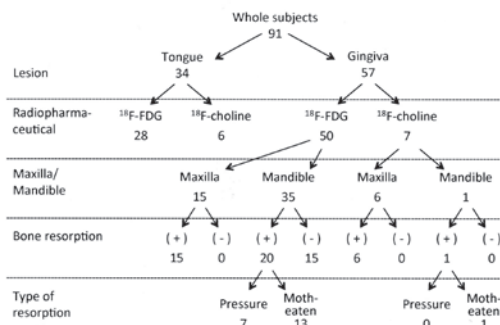 Whole subjects
91
Tongue Gingiva
Lesion 34 57
Radiopharma-
ceutical
18F-FDG 18F-choline 18F-FDG 18F-choline
28 6 50 7
Maxilla/
Mandible
Maxilla Mandible Maxilla Mandible
15 35 6 1
Bone resorption (+) (-) (+) (-) (+) (-) (+) (-)
15 0 20 15 6 0 1 0
Type of
resorption
Pressure Moth-
eaten Pressure Moth-
eaten
7 13 0 1